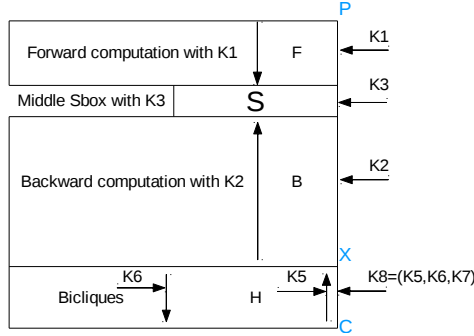 P
Forward computation with K1 F K1
K3
Middle Sbox with K3 S
Backward computation with K2 B K2
X
K6 K5 K8=(K5,K6,K7)
Bicliques H
C